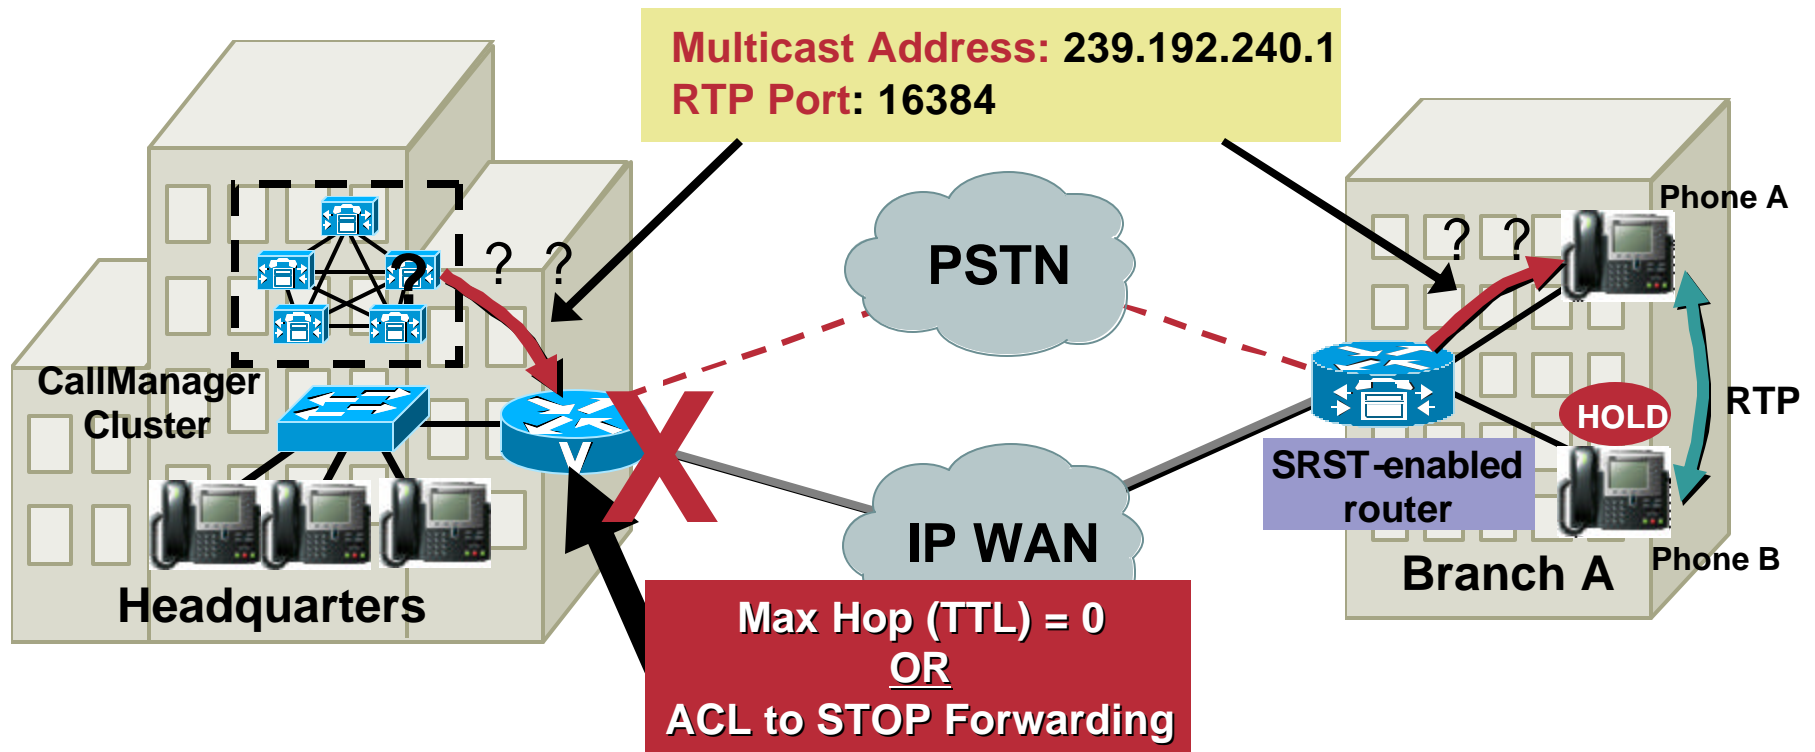 Multicast Address: 239.192.240.1
RTP Port: 16384
Phone A
? ?
? ?
?
PSTN
CallManager
Cluster
X
V
HOLD
RTP
SRST-enabled
router
IP WAN
Phone B
Branch A
Headquarters
Max Hop (TTL) = 0
OR
ACL to STOP Forwarding